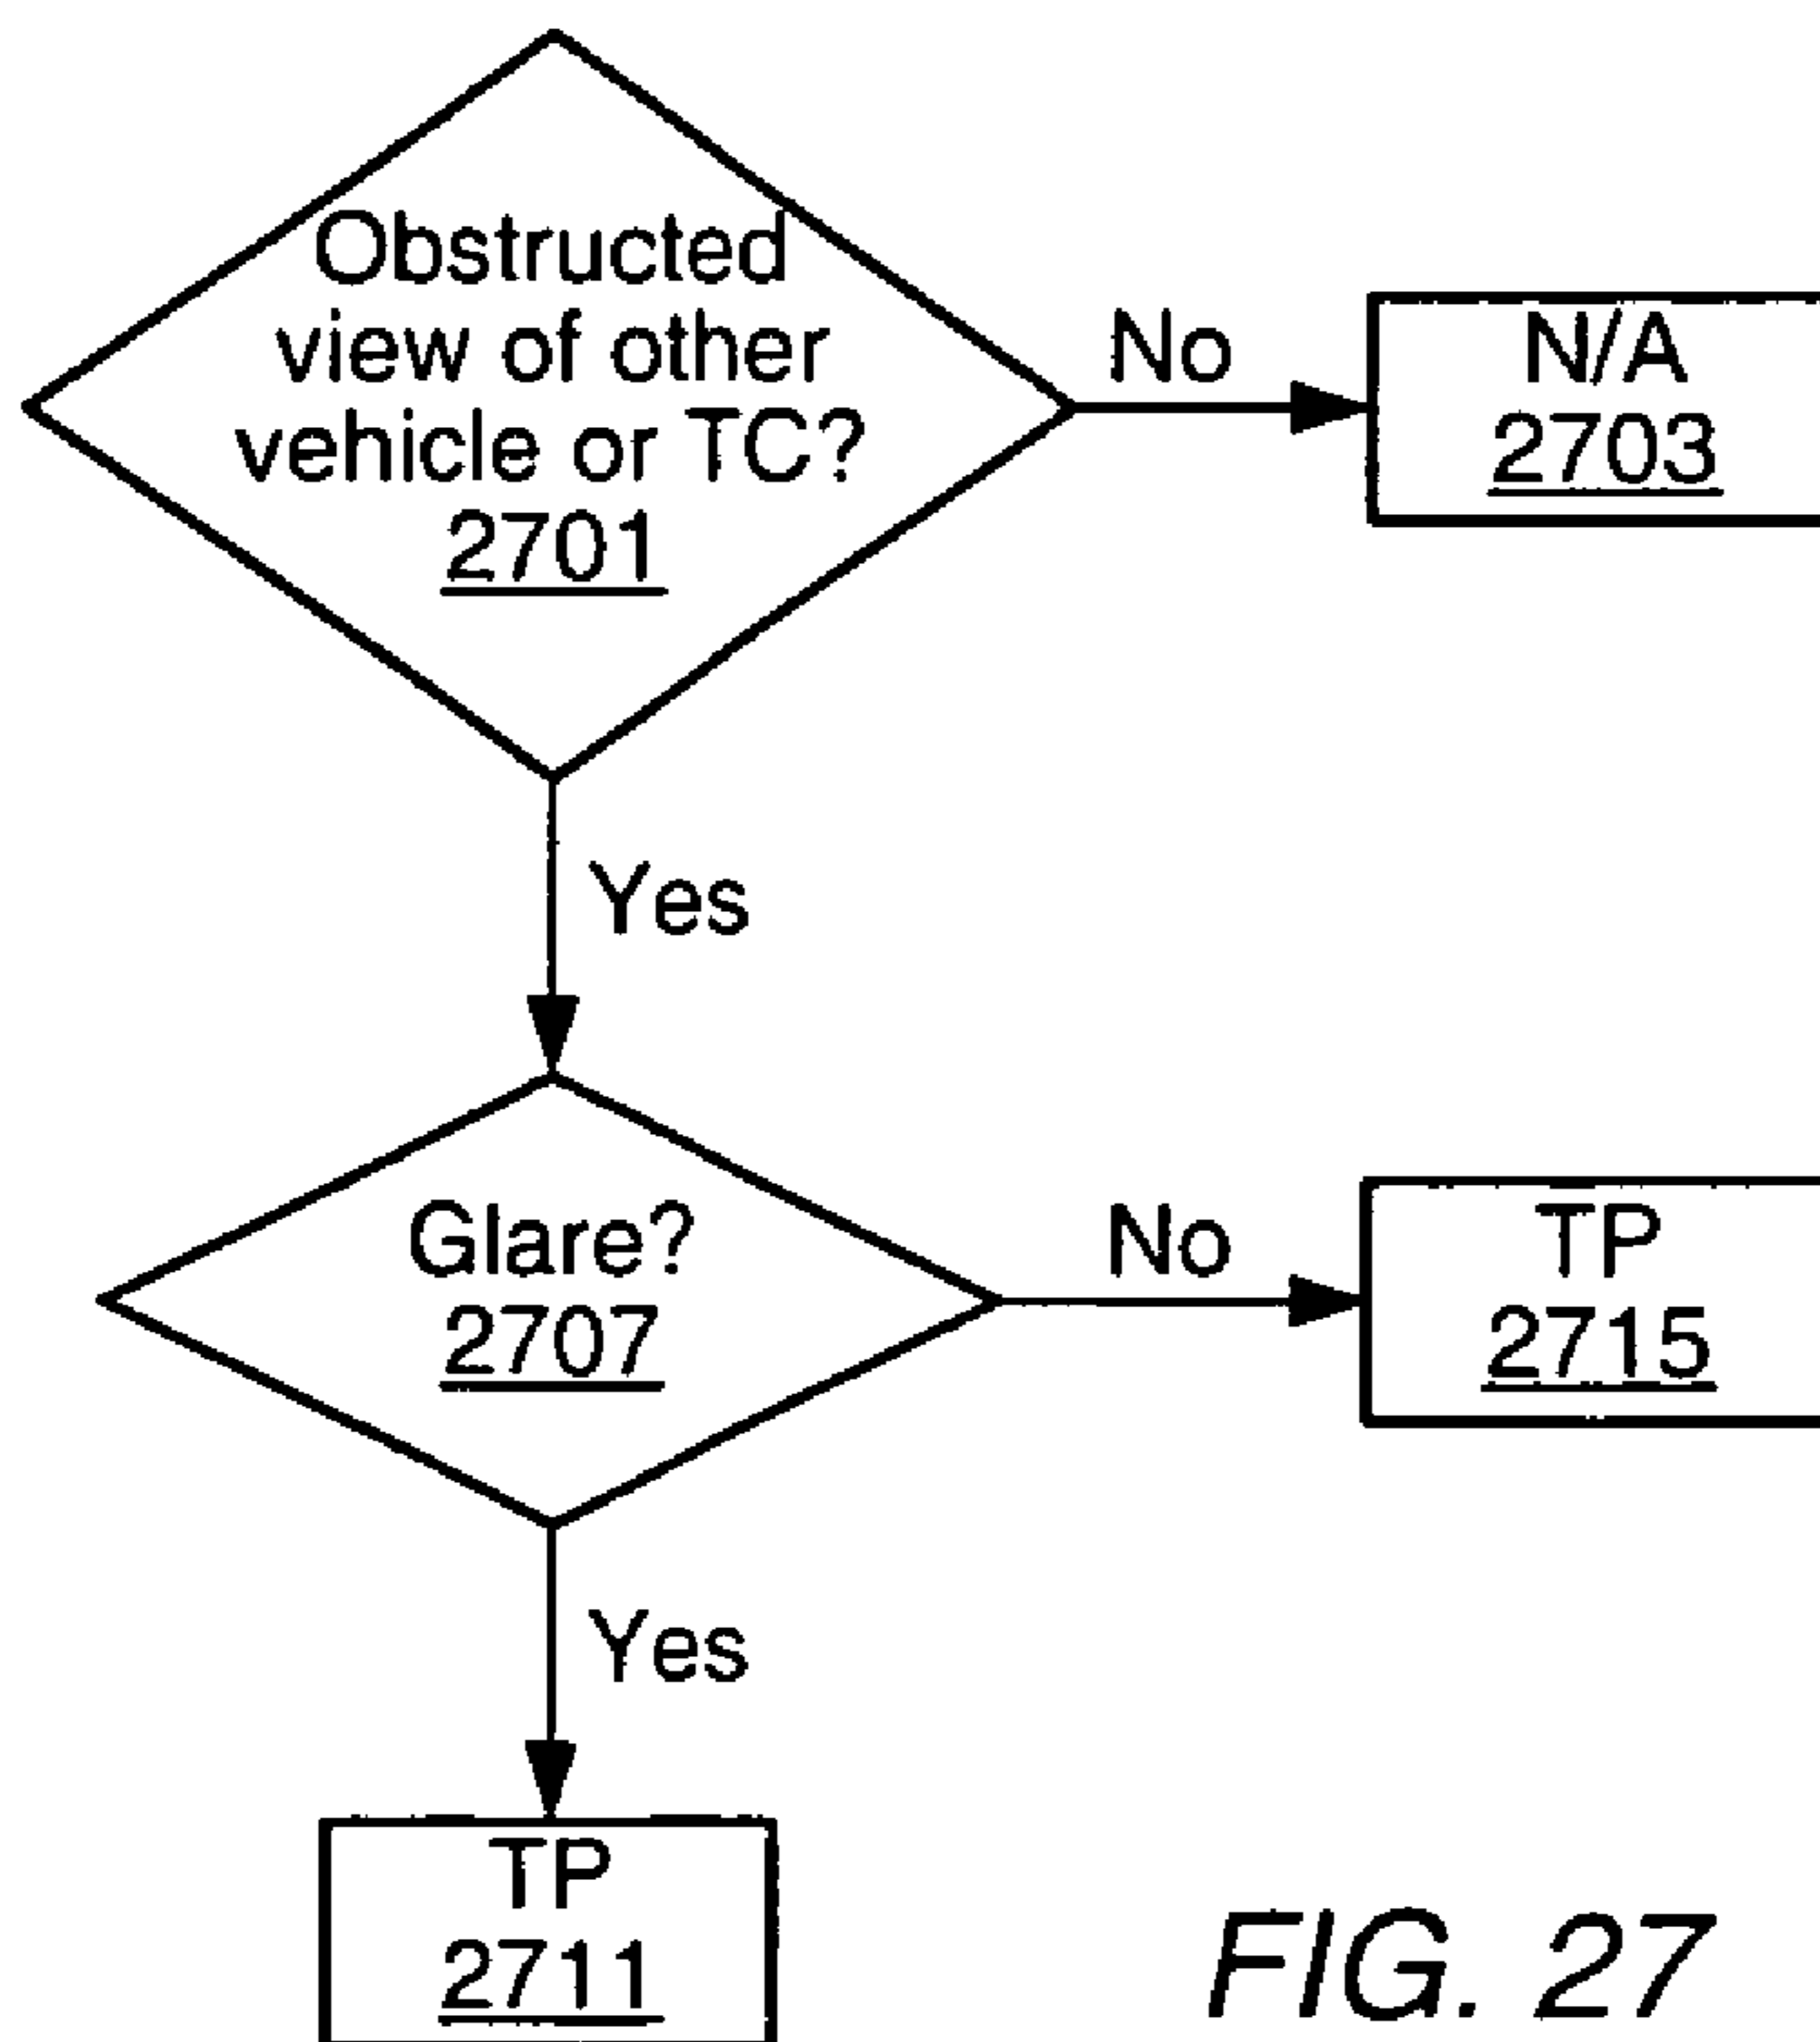 Obstructed
view of other
vehicle or TC?
2701
No
N/A
2703
Yes
Glare?
2707
No
TP
2715
Yes
TP
2711
FIG. 27